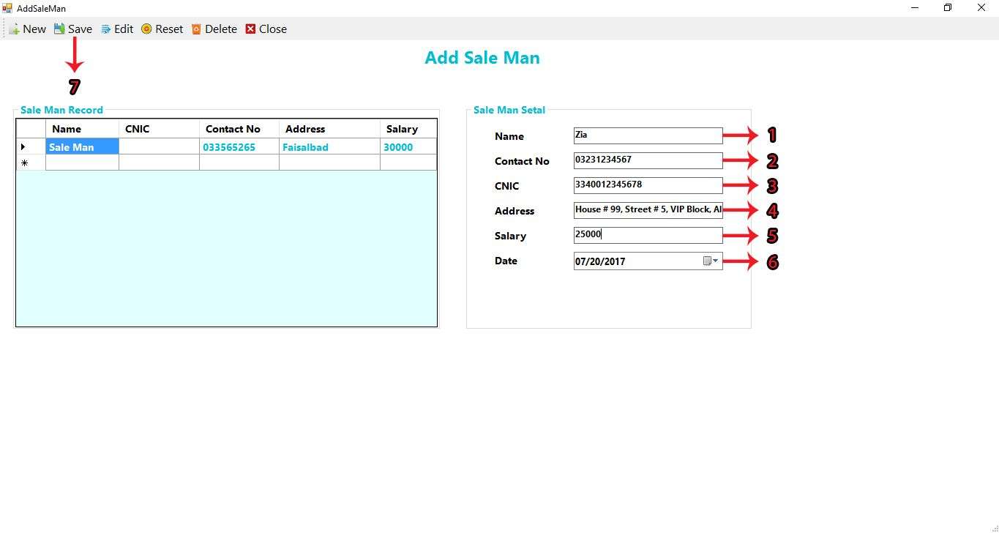 AddSaleMan
New Save Edit Reset Delete Close
Add Sale Man
7
Sale Man Record
Name CNIC Contact No Address Salary
Sale Man 033565265 Faisalbad 30000
Sale Man Setal
Name Zia 1
Contact No 03231234567 2
CNIC 3340012345678 3
Address House # 99, Street # 5, VIP Block, Al 4
Salary 25000 5
Date 07/20/2017 6